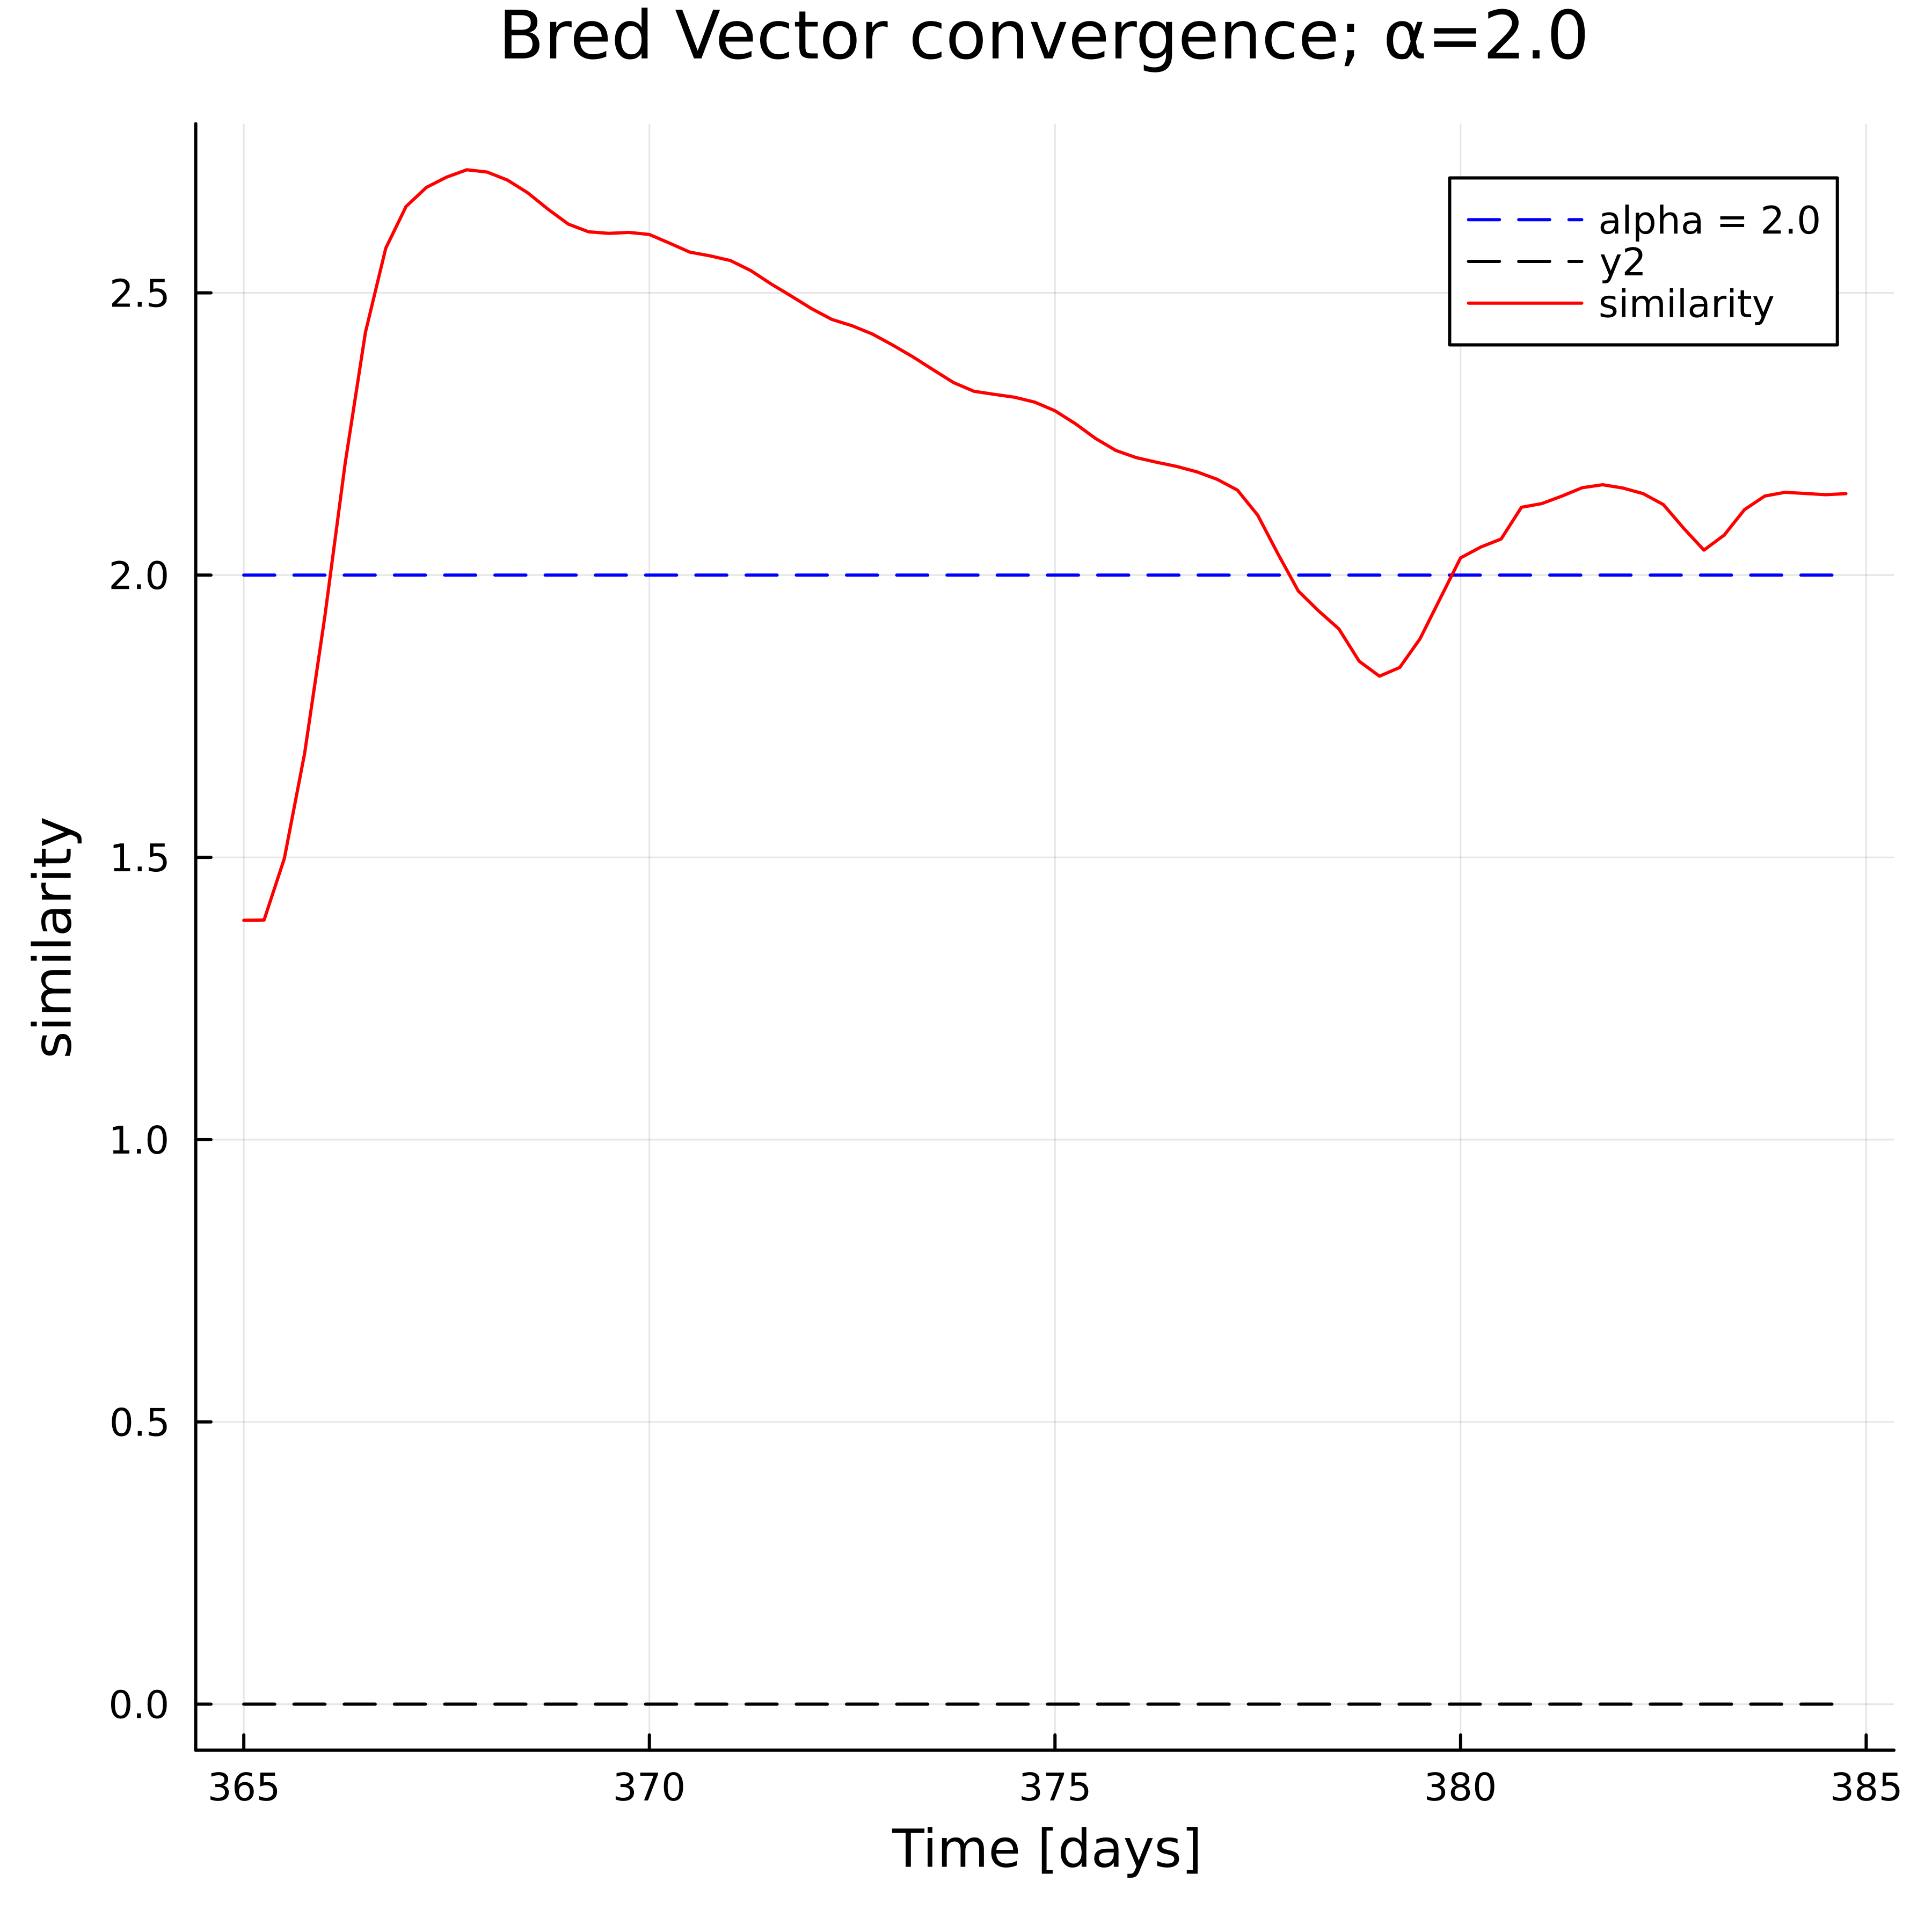 Bred Vector convergence; α=2.0
alpha = 2.0
y2
similarity
similarity
2.5
2.0
1.5
1.0
0.5
0.0
365 370 375 380 385
Time [days]